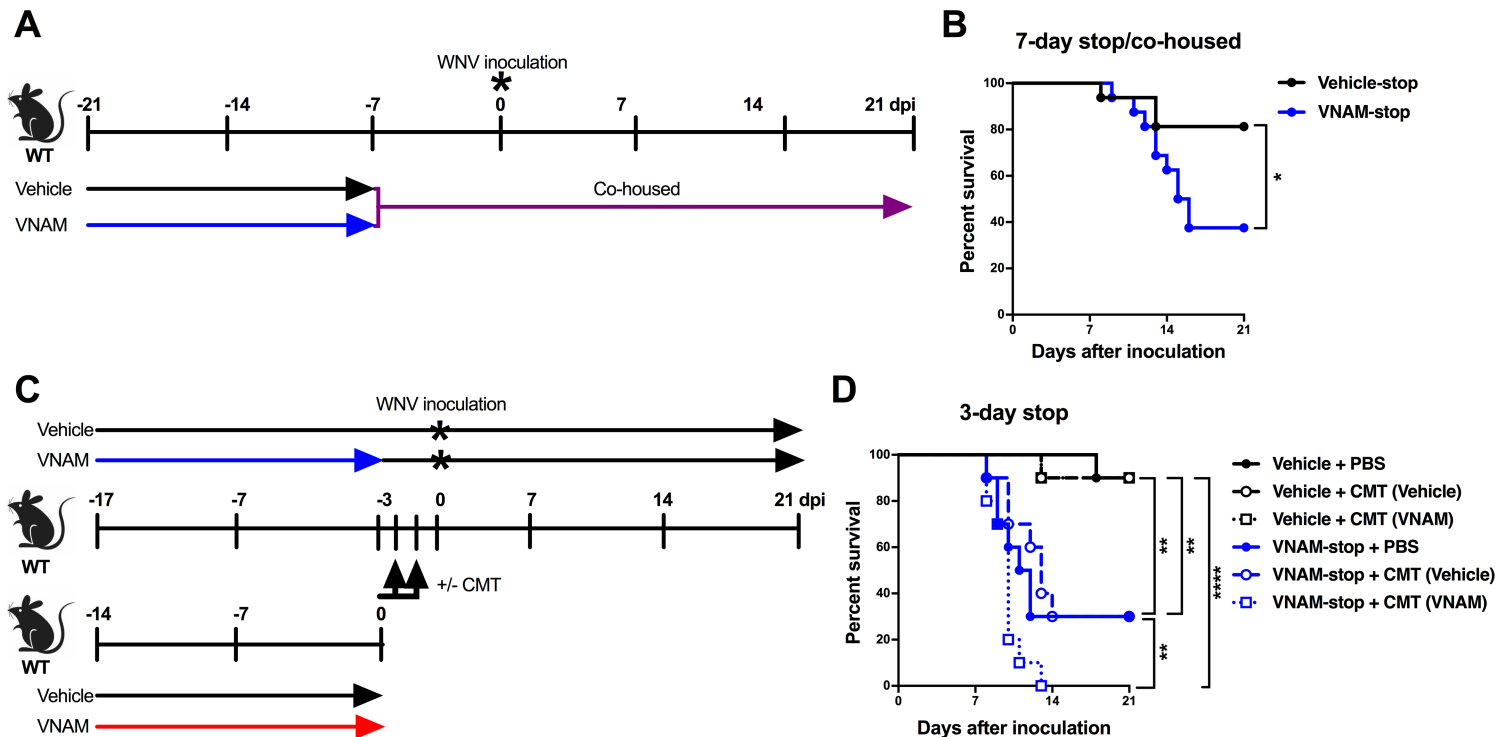 A
WNV inoculation
*
-21 -14 -7 0 7 14 21 dpi
WT
Vehicle
Co-housed
VNAM
B
7-day stop/co-housed
Vehicle-stop
VNAM-stop
100
80
60
40
20
0
Percent survival
*
0 7 14 21
Days after inoculation
C
WNV inoculation
Vehicle *
VNAM *
-17 -7 -3 0 7 14 21 dpi
WT
+/- CMT
-14 -7 0
WT
Vehicle
VNAM
D
3-day stop
Vehicle + PBS
Vehicle + CMT (Vehicle)
Vehicle + CMT (VNAM)
VNAM-stop + PBS
VNAM-stop + CMT (Vehicle)
VNAM-stop + CMT (VNAM)
100
80
60
40
20
0
Percent survival
**
**
****
**
0 7 14 21
Days after inoculation